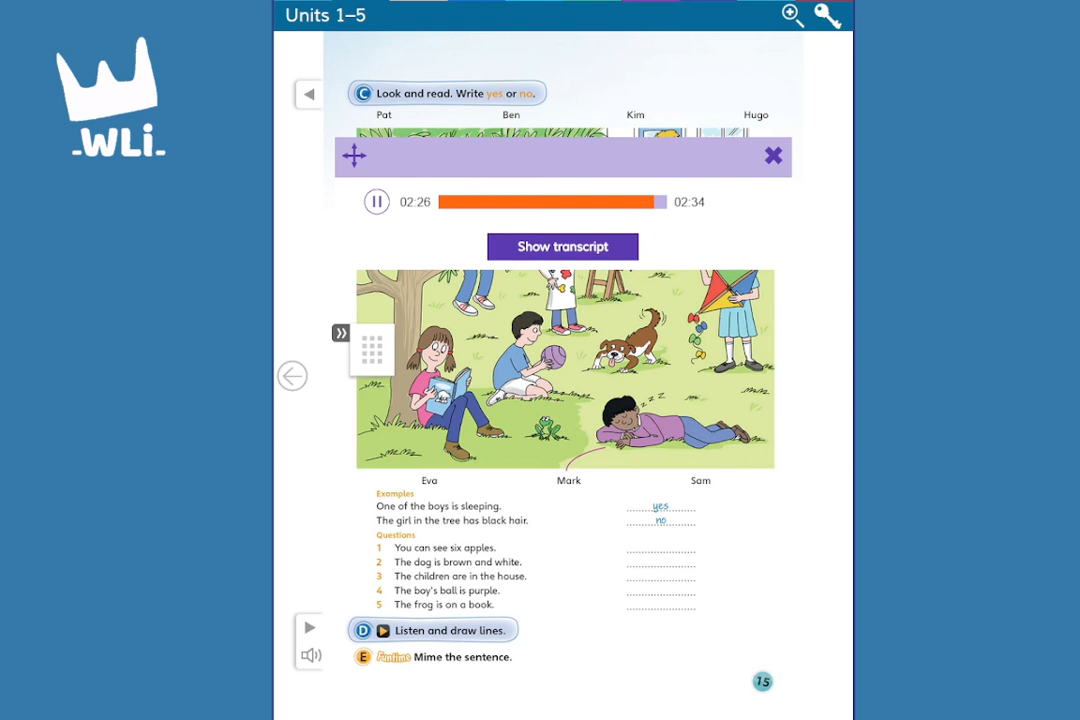 Units 1–5
-WLi-
C Look and read. Write yes or no.
Pat Ben Kim Hugo
02:26 02:34
Show transcript
zzz
Eva Mark Sam
Examples
One of the boys is sleeping. yes
The girl in the tree has black hair. no
Questions
1 You can see six apples.
2 The dog is brown and white.
3 The children are in the house.
4 The boy's ball is purple.
5 The frog is on a book.
D Listen and draw lines.
E Funtime Mime the sentence.
15